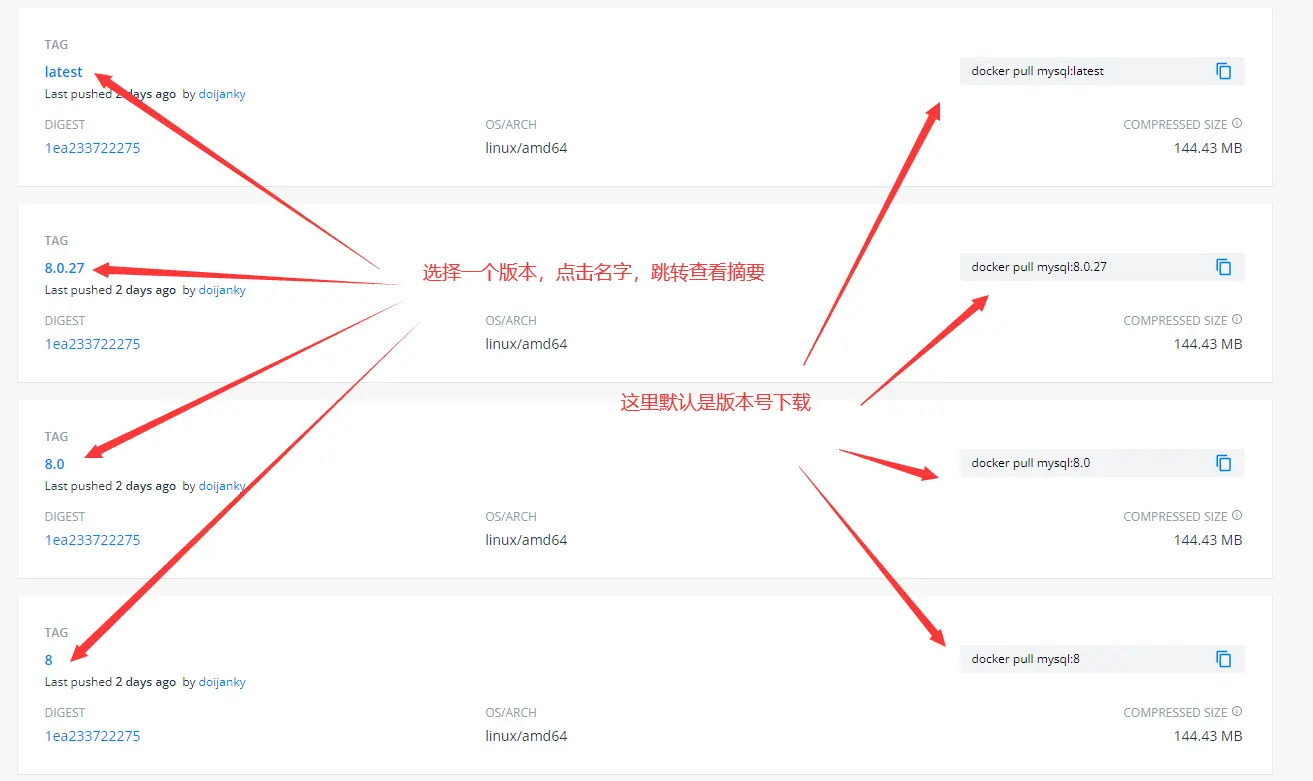 TAG
latest
docker pull mysql:latest
Last pushed 2 days ago by doijanky
DIGEST OS/ARCH COMPRESSED SIZE
1ea233722275 linux/amd64 144.43 MB
TAG
8.0.27
选择一个版本，点击名字，跳转查看摘要
docker pull mysql:8.0.27
Last pushed 2 days ago by doijanky
DIGEST OS/ARCH COMPRESSED SIZE
1ea233722275 linux/amd64 144.43 MB
这里默认是版本号下载
TAG
8.0
docker pull mysql:8.0
Last pushed 2 days ago by doijanky
DIGEST OS/ARCH COMPRESSED SIZE
1ea233722275 linux/amd64 144.43 MB
TAG
8
docker pull mysql:8
Last pushed 2 days ago by doijanky
DIGEST OS/ARCH COMPRESSED SIZE
1ea233722275 linux/amd64 144.43 MB